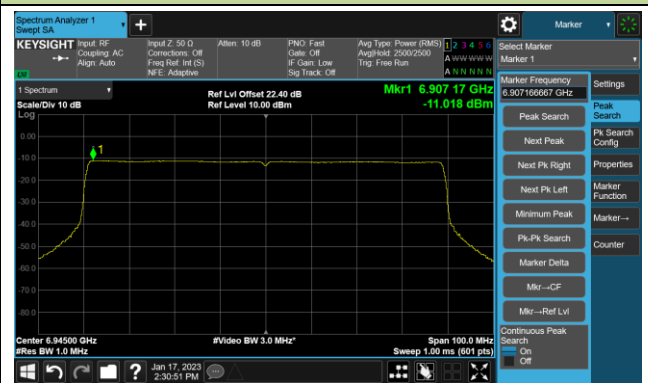 Spectrum Analyzer 1
Swept SA
Marker
KEYSIGHT
Input: RF
Coupling: AC
Align: Auto
Input Z: 50 Ω
Corrections: Off
Freq Ref: Int (S)
NFE: Adaptive
Atten: 10 dB
PNO: Fast
Gate: Off
IF Gain: Low
Sig Track: Off
Avg Type: Power (RMS)
Avg|Hold: 2500/2500
Trig: Free Run
1 2 3 4 5 6
A W W W W W
A N N N N N
Select Marker
Marker 1
LXI
1 Spectrum
Scale/Div 10 dB
Log
Ref Lvl Offset 22.40 dB
Ref Level 10.00 dBm
Mkr1 6.907 17 GHz
-11.018 dBm
0.00
-10.0
-20.0
-30.0
-40.0
-50.0
-60.0
-70.0
-80.0
1
Center 6.94500 GHz
#Res BW 1.0 MHz
#Video BW 3.0 MHz*
Span 100.0 MHz
Sweep 1.00 ms (601 pts)
Marker Frequency
6.907166667 GHz
Peak Search
Next Peak
Next Pk Right
Next Pk Left
Minimum Peak
Pk-Pk Search
Marker Delta
Mkr→CF
Mkr→Ref Lvl
Continuous Peak
Search
On
Off
Settings
Peak
Search
Pk Search
Config
Properties
Marker
Function
Marker→
Counter
Jan 17, 2023
2:30:51 PM